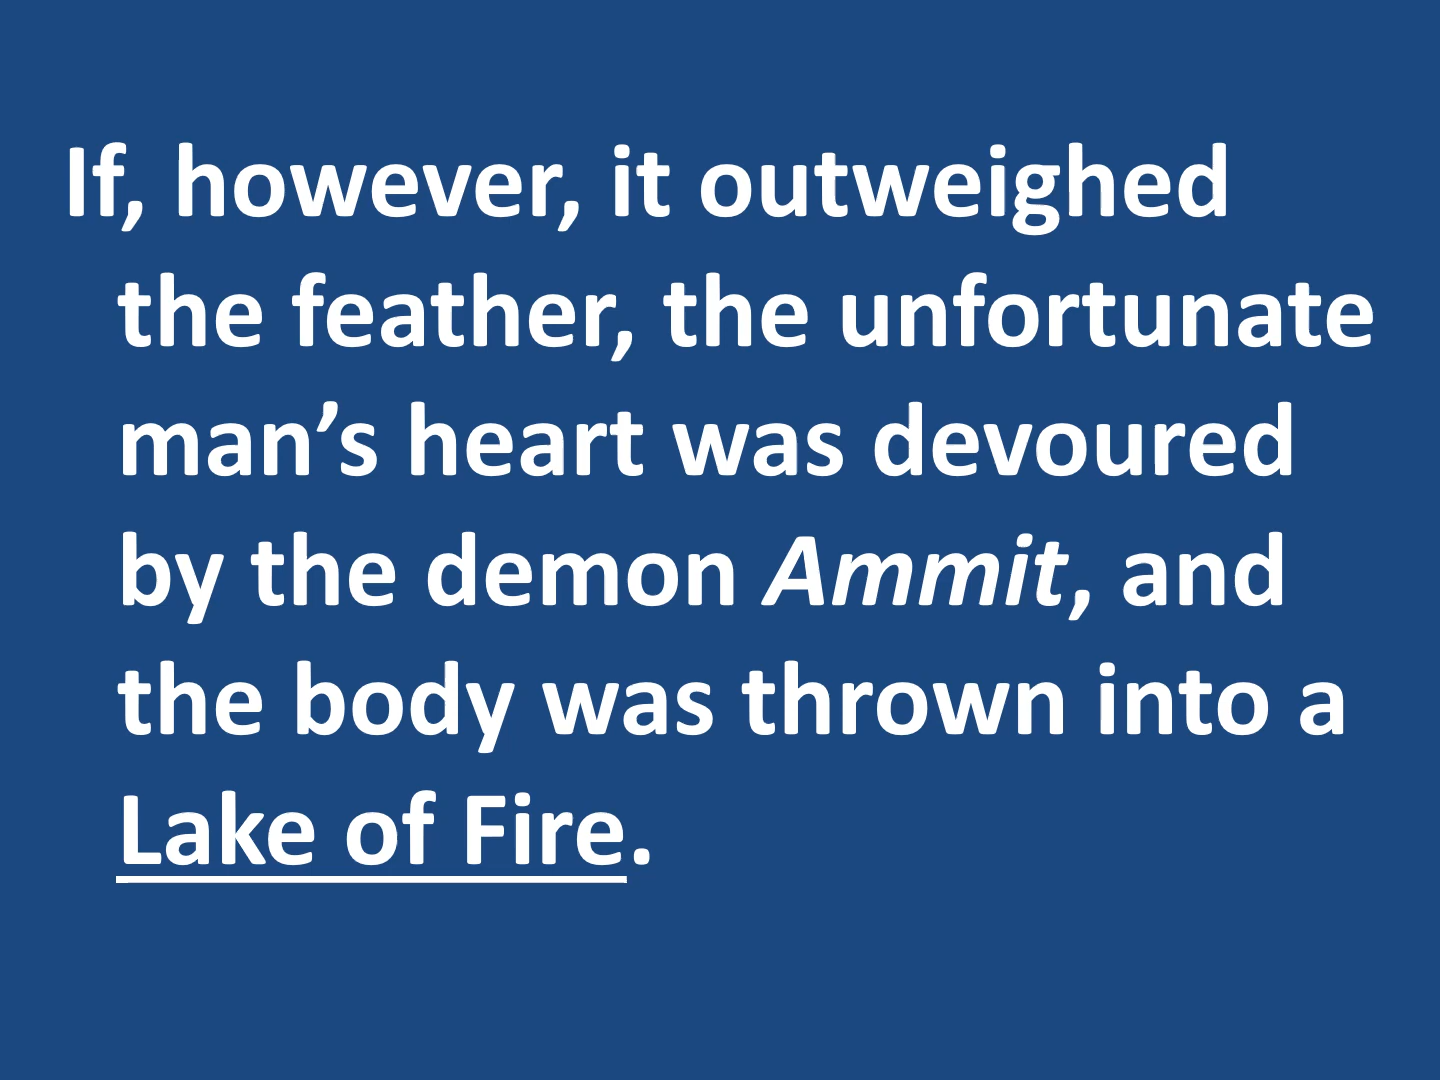 If, however, it outweighed
the feather, the unfortunate
man’s heart was devoured
by the demon Ammit, and
the body was thrown into a
Lake of Fire.